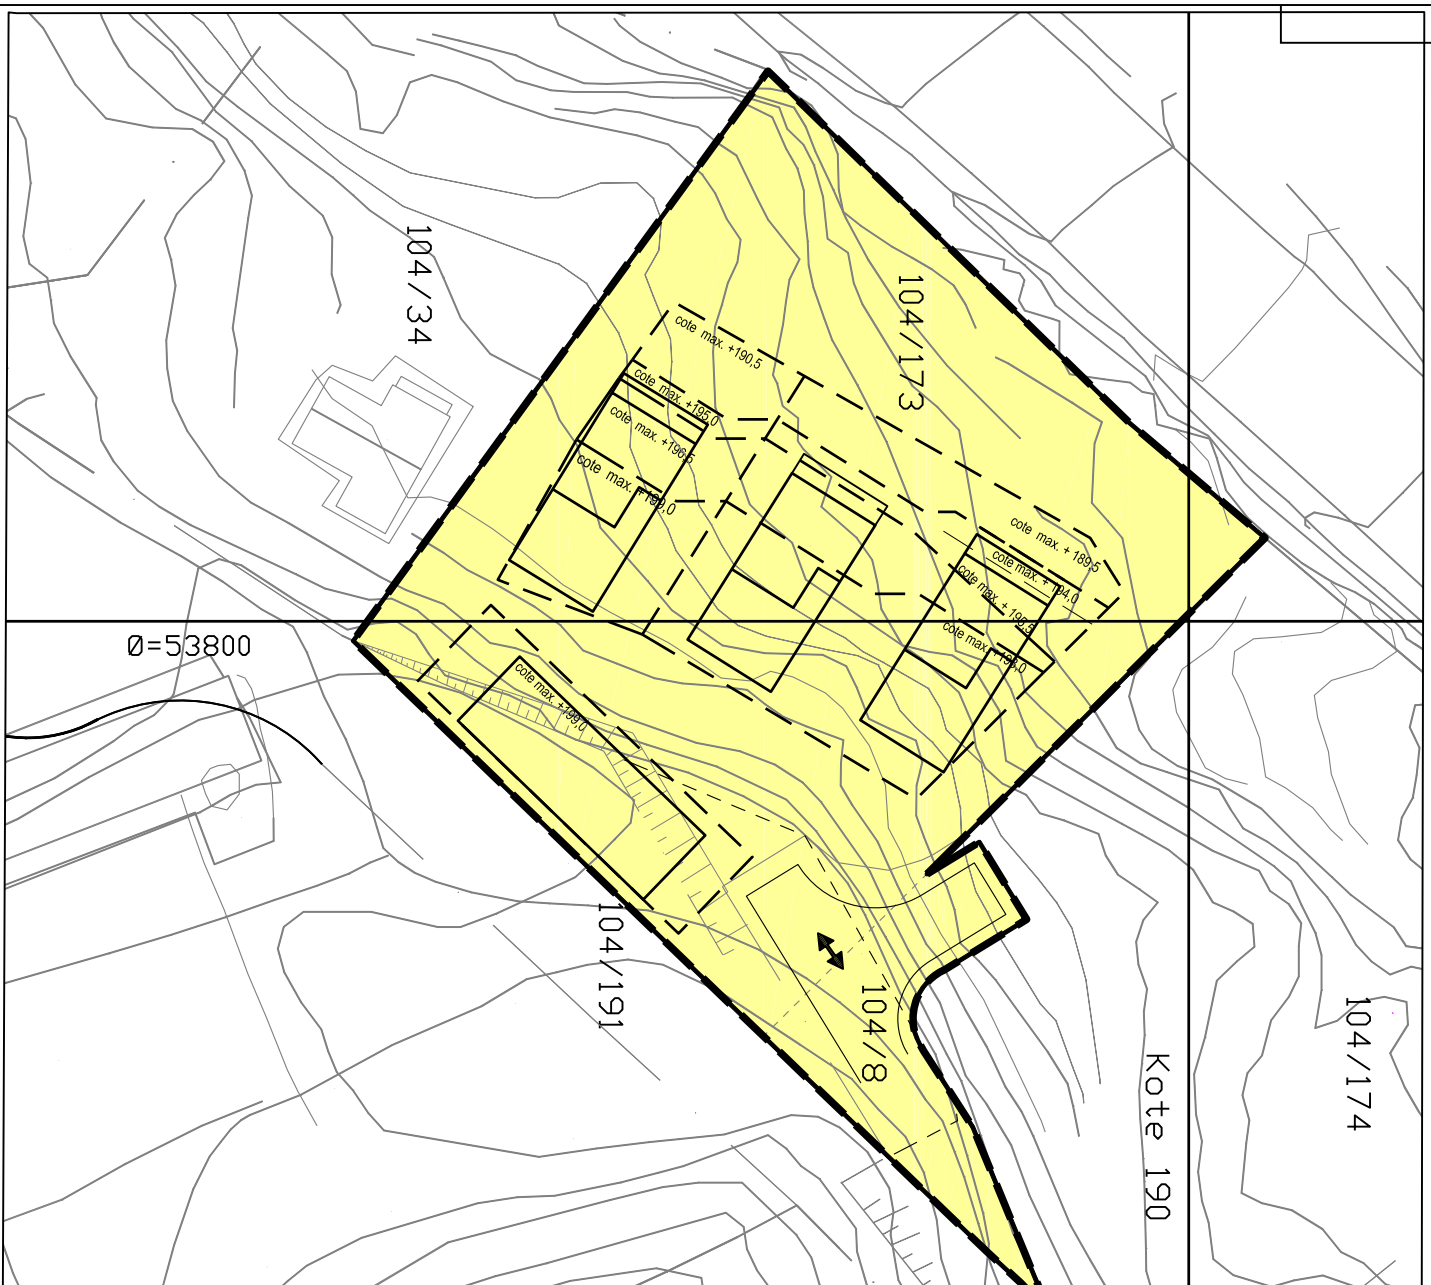 104/34
104/173
cote max. +190,5
cote max. +195,0
cote max. +196,5
cote max. +199,0
cote max. + 189,5
cote max. + 194,0
cote max. + 195,5
cote max. +198,0
Ø=53800
cote max. +199,0
104/191
104/8
104/174
Kote 190